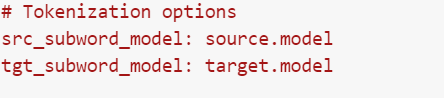 # Tokenization options
src_subword_model: source.model
tgt_subword_model: target.model